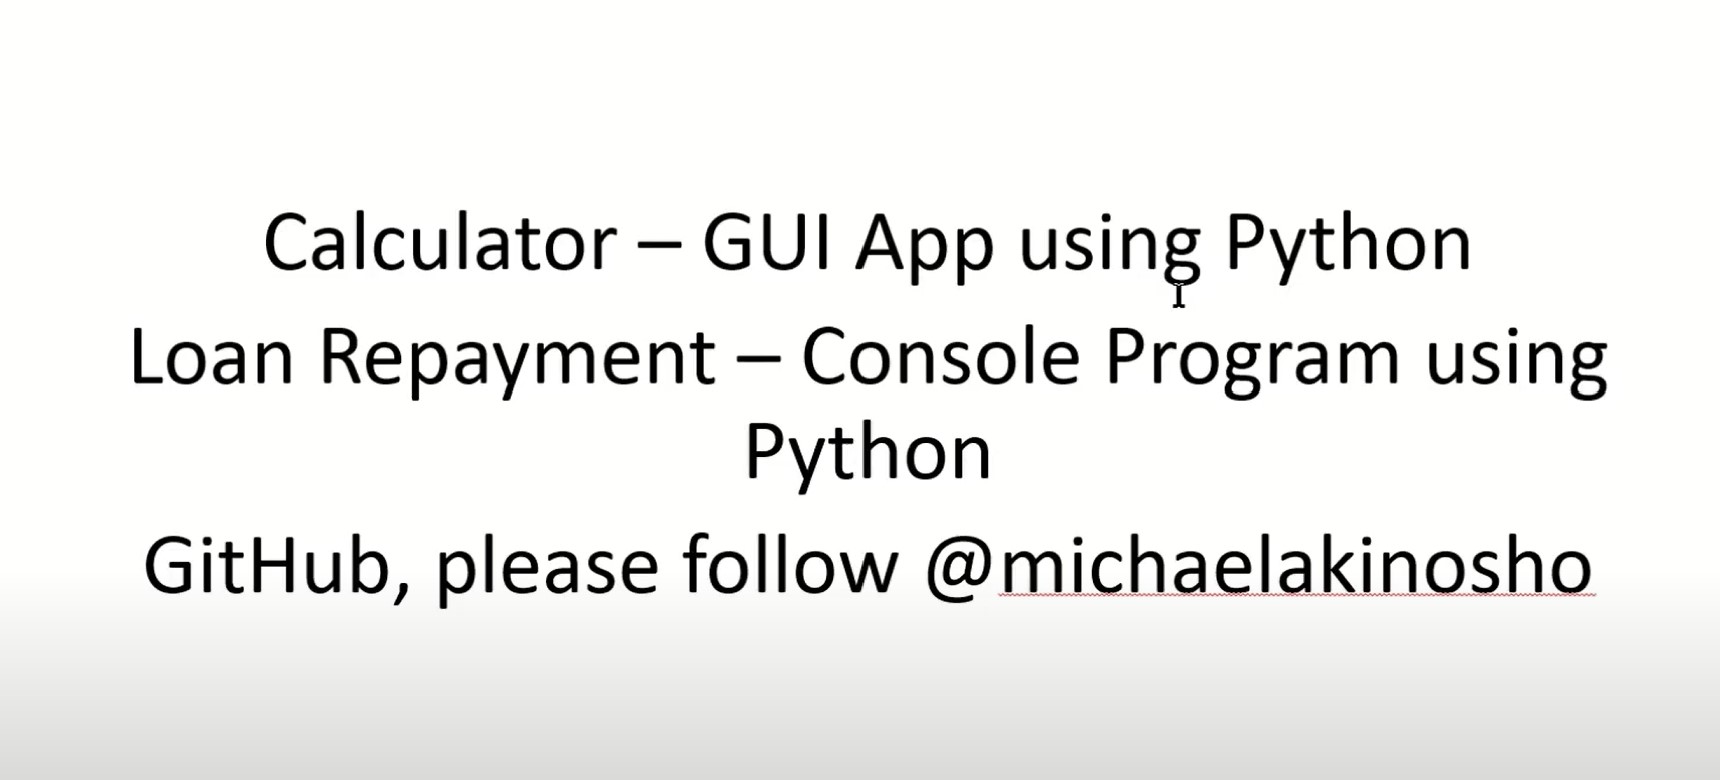 Calculator – GUI App using Python
Loan Repayment – Console Program using
Python
GitHub, please follow @michaelakinosho